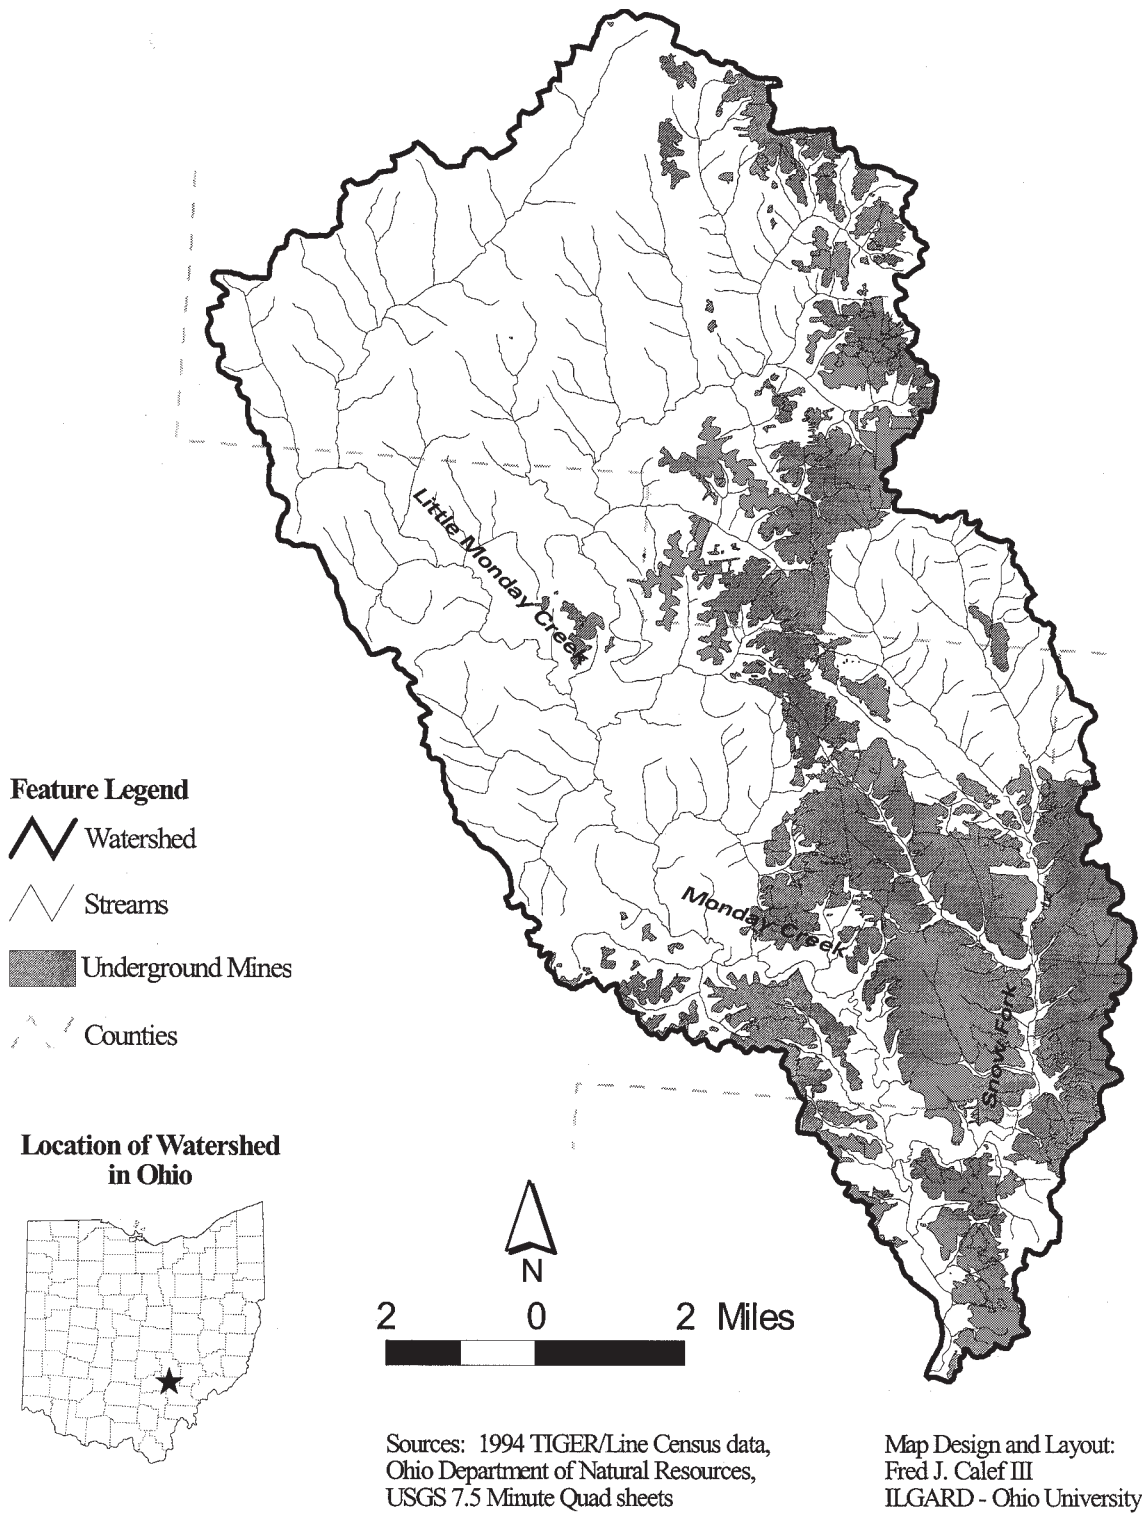 Little Monday Creek
Monday Creek
Snow Fork
Feature Legend
Watershed
Streams
Underground Mines
Counties
Location of Watershed
in Ohio
N
2 0 2 Miles
Sources: 1994 TIGER/Line Census data,
Ohio Department of Natural Resources,
USGS 7.5 Minute Quad sheets
Map Design and Layout:
Fred J. Calef III
ILGARD - Ohio University